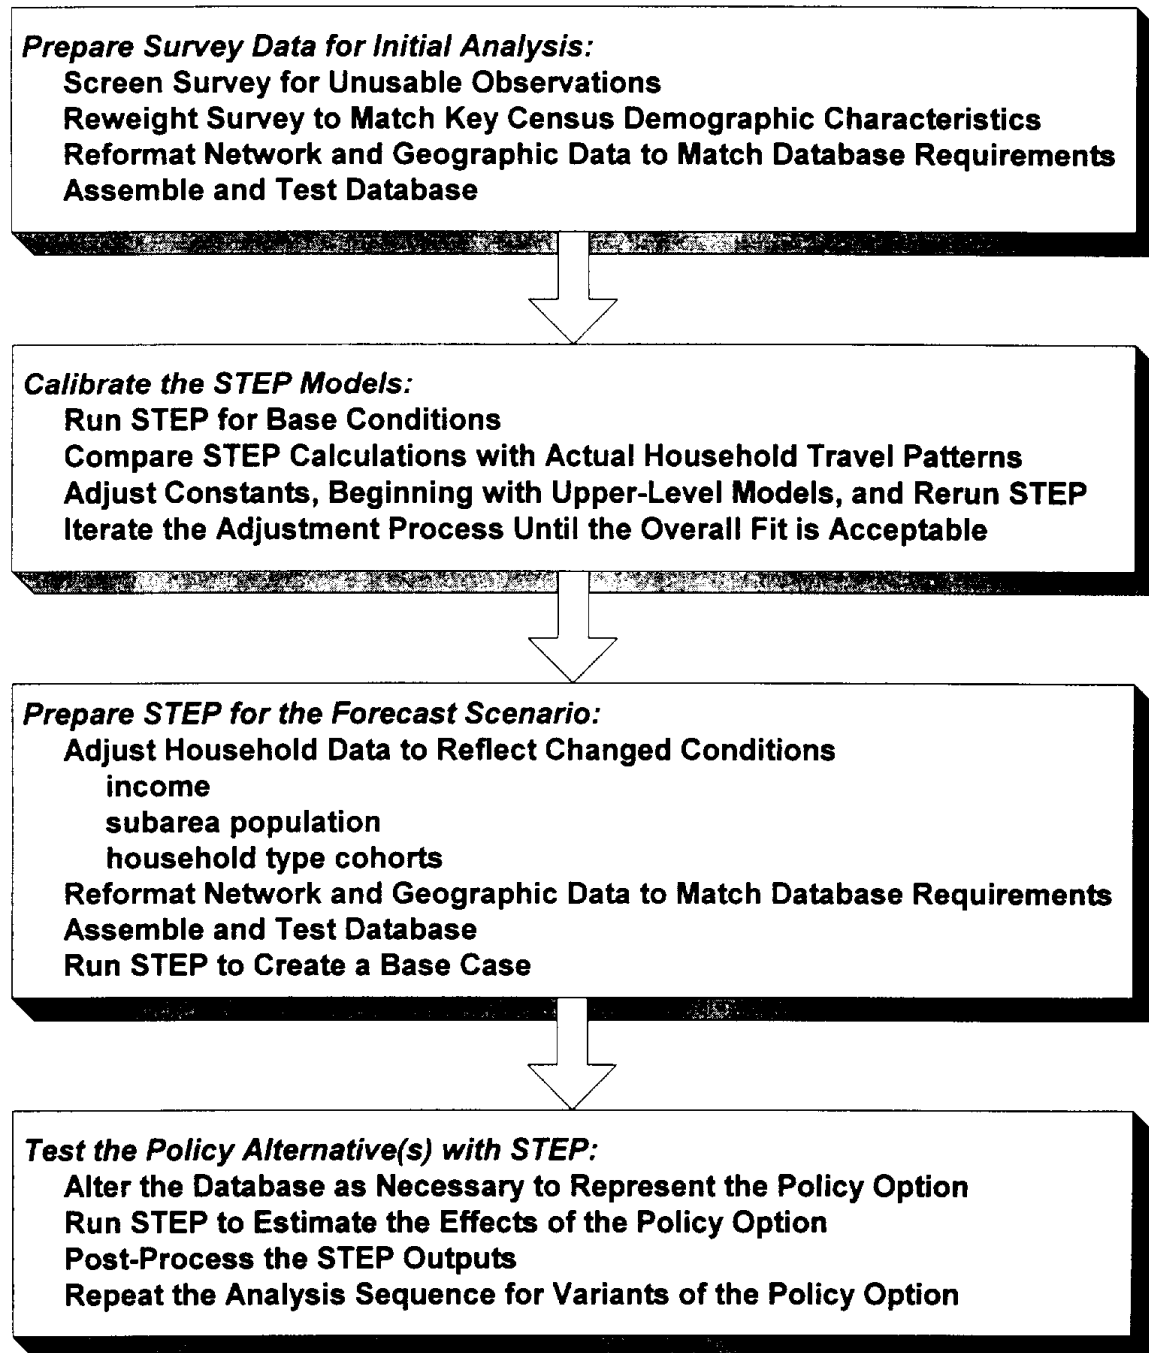 Prepare Survey Data for Initial Analysis:
Screen Survey for Unusable Observations
Reweight Survey to Match Key Census Demographic Characteristics
Reformat Network and Geographic Data to Match Database Requirements
Assemble and Test Database
Calibrate the STEP Models:
Run STEP for Base Conditions
Compare STEP Calculations with Actual Household Travel Patterns
Adjust Constants, Beginning with Upper-Level Models, and Rerun STEP
Iterate the Adjustment Process Until the Overall Fit is Acceptable
Prepare STEP for the Forecast Scenario:
Adjust Household Data to Reflect Changed Conditions
income
subarea population
household type cohorts
Reformat Network and Geographic Data to Match Database Requirements
Assemble and Test Database
Run STEP to Create a Base Case
Test the Policy Alternative(s) with STEP:
Alter the Database as Necessary to Represent the Policy Option
Run STEP to Estimate the Effects of the Policy Option
Post-Process the STEP Outputs
Repeat the Analysis Sequence for Variants of the Policy Option